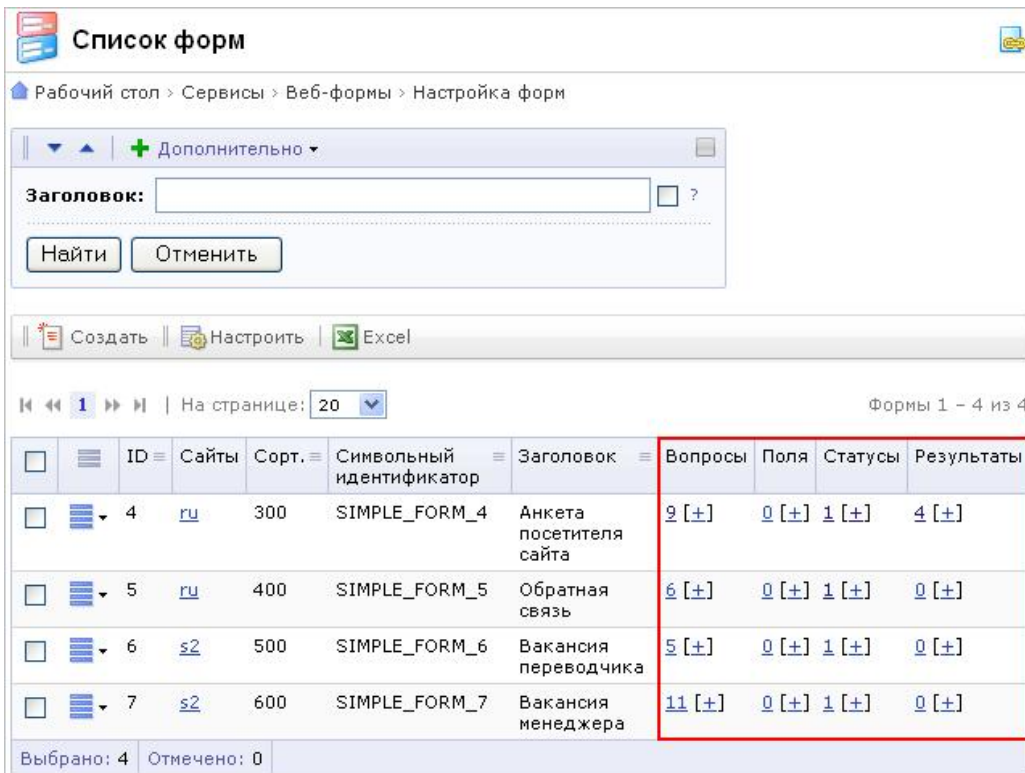 Список форм
Рабочий стол > Сервисы > Веб-формы > Настройка форм
Дополнительно
Заголовок: ?
Найти Отменить
Создать Настроить Excel
1 | На странице: 20 Формы 1 - 4 из 4
ID Сайты Сорт. Символьный идентификатор Заголовок Вопросы Поля Статусы Результаты
4 ru 300 SIMPLE_FORM_4 Анкета посетителя сайта 9 [+] 0 [+] 1 [+] 4 [+]
5 ru 400 SIMPLE_FORM_5 Обратная связь 6 [+] 0 [+] 1 [+] 0 [+]
6 s2 500 SIMPLE_FORM_6 Вакансия переводчика 5 [+] 0 [+] 1 [+] 0 [+]
7 s2 600 SIMPLE_FORM_7 Вакансия менеджера 11 [+] 0 [+] 1 [+] 0 [+]
Выбрано: 4 Отмечено: 0